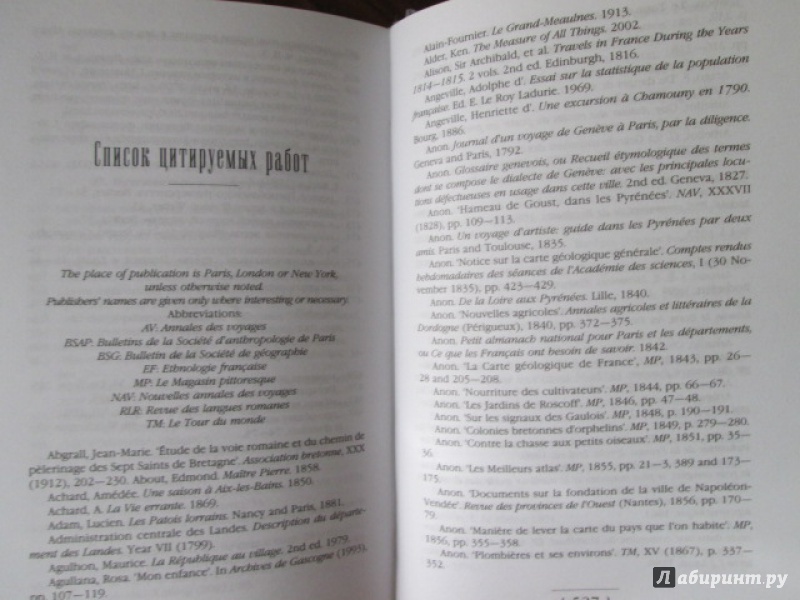 Список цитируемых работ
The place of publication is Paris, London or New York,
unless otherwise noted.
Publishers' names are given only where interesting or necessary.
Abbreviations:
AV: Annales des voyages
BSAP: Bulletins de la Société d'anthropologie de Paris
BSG: Bulletin de la Société de géographie
EF: Ethnologie française
MP: Le Magasin pittoresque
NAV: Nouvelles annales des voyages
RLR: Revue des langues romanes
TM: Le Tour du monde
Abgrall, Jean-Marie. 'Étude de la voie romaine et du chemin de
pèlerinage des Sept Saints de Bretagne'. Association bretonne, XXX
(1912), 202—230. About, Edmond. Maître Pierre. 1858.
Achard, Amédée. Une saison à Aix-les-Bains. 1850.
Achard, A. La Vie errante. 1869.
Adam, Lucien. Les Patois lorrains. Nancy and Paris, 1881.
Administration centrale des Landes. Description du départe-
ment des Landes. Year VII (1799).
Agulhon, Maurice. La République au village. 2nd ed. 1979.
Agullana, Rosa. 'Mon enfance'. In Archives de Gascogne (1993),
pp. 107—119.
Alain-Fournier. Le Grand-Meaulnes. 1913.
Alder, Ken. The Measure of All Things. 2002.
Alison, Sir Archibald, et al. Travels in France During the Years
1814—1815. 2 vols. 2nd ed. Edinburgh, 1816.
Angeville, Adolphe d'. Essai sur la statistique de la population
française. Ed. E. Le Roy Ladurie. 1969.
Angeville, Henriette d'. Une excursion à Chamouny en 1790.
Bourg, 1886.
Anon. Journal d'un voyage de Genève à Paris, par la diligence.
Geneva and Paris, 1792.
Anon. Glossaire genevois, ou Recueil étymologique des termes
dont se compose le dialecte de Genève: avec les principales locu-
tions défectueuses en usage dans cette ville. 2nd ed. Geneva, 1827.
Anon. 'Hameau de Goust, dans les Pyrénées'. NAV, XXXVII
(1828), pp. 109—113.
Anon. Un voyage d'artiste: guide dans les Pyrénées par deux
amis. Paris and Toulouse, 1835.
Anon. 'Notice sur la carte géologique générale'. Comptes rendus
hebdomadaires des séances de l'Académie des sciences, I (30 No-
vember 1835), pp. 423—429.
Anon. De la Loire aux Pyrénées. Lille, 1840.
Anon. 'Nouvelles agricoles'. Annales agricoles et littéraires de la
Dordogne (Périgueux), 1840, pp. 372—375.
Anon. Petit almanach national pour Paris et les départements,
ou Ce que les Français ont besoin de savoir. 1842.
Anon. 'La Carte géologique de France', MP, 1843, pp. 26—
28 and 205—208.
Anon. 'Nourriture des cultivateurs'. MP, 1844, pp. 66—67.
Anon. 'Les Jardins de Roscoff'. MP, 1846, pp. 47—48.
Anon. 'Sur les signaux des Gaulois'. MP, 1848, p. 190—191.
Anon. 'Colonies bretonnes d'orphelins'. MP, 1849, p. 279—280.
Anon. 'Contre la chasse aux petits oiseaux'. MP, 1851, pp. 35—
36.
Anon. 'Les Meilleurs atlas'. MP, 1855, pp. 21—3, 389 and 173—
175.
Anon. 'Documents sur la fondation de la ville de Napoléon-
Vendée'. Revue des provinces de l'Ouest (Nantes), 1856, pp. 170—
79.
Anon. 'Manière de lever la carte du pays que l'on habite'. MP,
1856, pp. 355—358.
Anon. 'Plombières et ses environs'. TM, XV (1867), p. 337—
352.
Лабиринт.ру